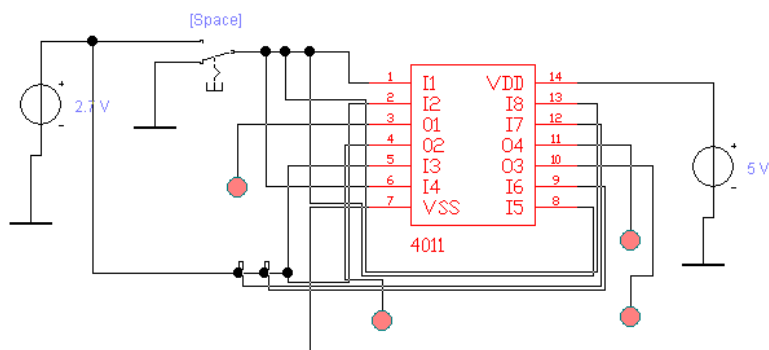 [Space]
2.7 V
1 I1 VDD 14
2 I2 I8 13
3 O1 I7 12
4 O2 O4 11
5 I3 O3 10
6 I4 I6 9
7 VSS I5 8
4011
5 V